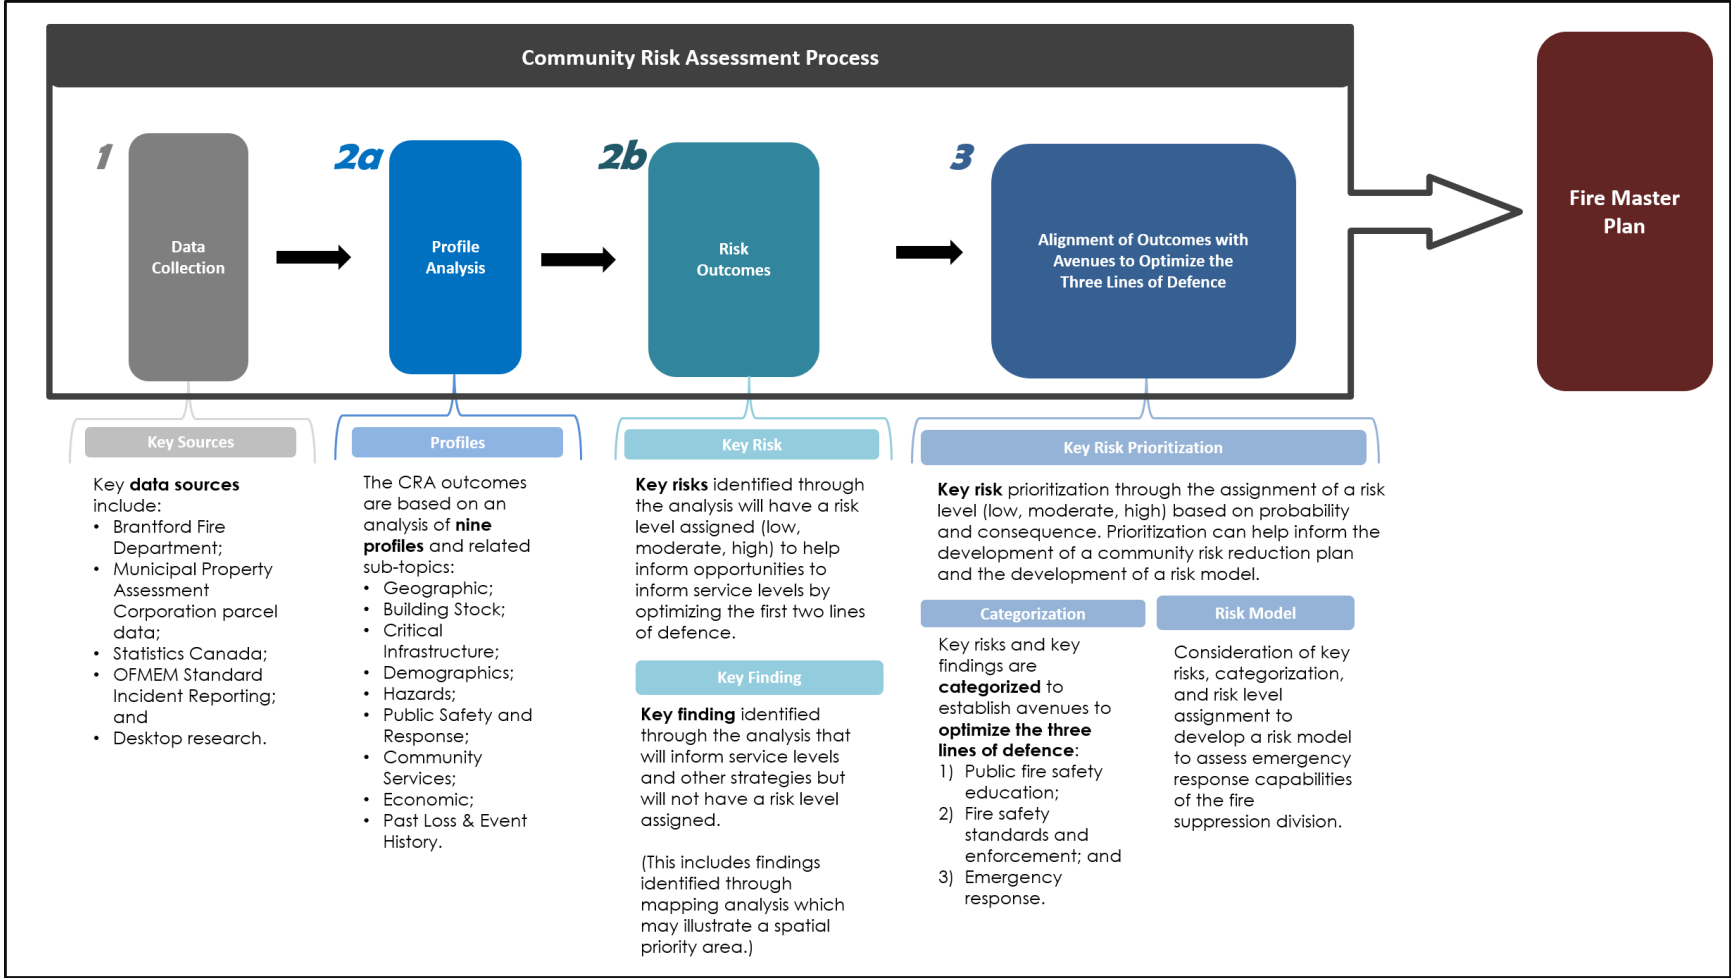 Community Risk Assessment Process
1
Data
Collection
2a
Profile
Analysis
2b
Risk
Outcomes
3
Alignment of Outcomes with
Avenues to Optimize the
Three Lines of Defence
Fire Master
Plan
Key Sources
Key data sources
include:
• Brantford Fire
Department;
• Municipal Property
Assessment
Corporation parcel
data;
• Statistics Canada;
• OFMEM Standard
Incident Reporting;
and
• Desktop research.
Profiles
The CRA outcomes
are based on an
analysis of nine
profiles and related
sub-topics:
• Geographic;
• Building Stock;
• Critical
Infrastructure;
• Demographics;
• Hazards;
• Public Safety and
Response;
• Community
Services;
• Economic;
• Past Loss & Event
History.
Key Risk
Key risks identified through
the analysis will have a risk
level assigned (low,
moderate, high) to help
inform opportunities to
inform service levels by
optimizing the first two lines
of defence.
Key Finding
Key finding identified
through the analysis that
will inform service levels
and other strategies but
will not have a risk level
assigned.
(This includes findings
identified through
mapping analysis which
may illustrate a spatial
priority area.)
Key Risk Prioritization
Key risk prioritization through the assignment of a risk
level (low, moderate, high) based on probability
and consequence. Prioritization can help inform the
development of a community risk reduction plan
and the development of a risk model.
Categorization
Key risks and key
findings are
categorized to
establish avenues to
optimize the three
lines of defence:
1) Public fire safety
education;
2) Fire safety
standards and
enforcement; and
3) Emergency
response.
Risk Model
Consideration of key
risks, categorization,
and risk level
assignment to
develop a risk model
to assess emergency
response capabilities
of the fire
suppression division.